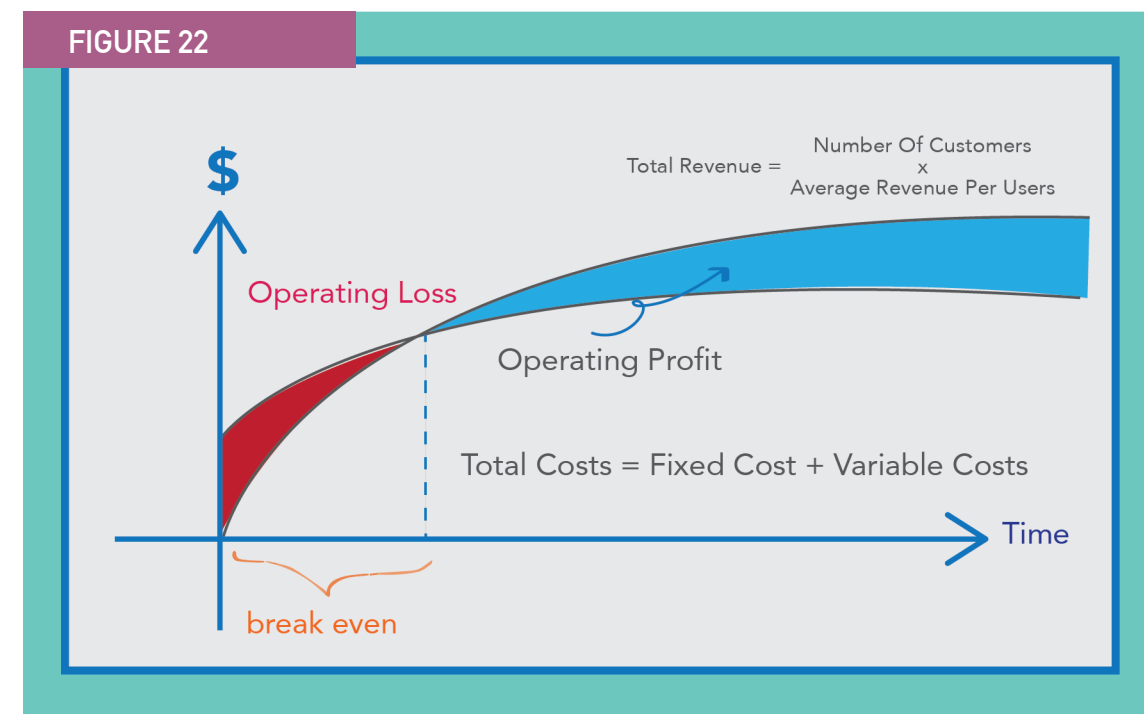 FIGURE 22
$
Number Of Customers
Total Revenue = x
Average Revenue Per Users
Operating Loss
Operating Profit
Total Costs = Fixed Cost + Variable Costs
Time
break even